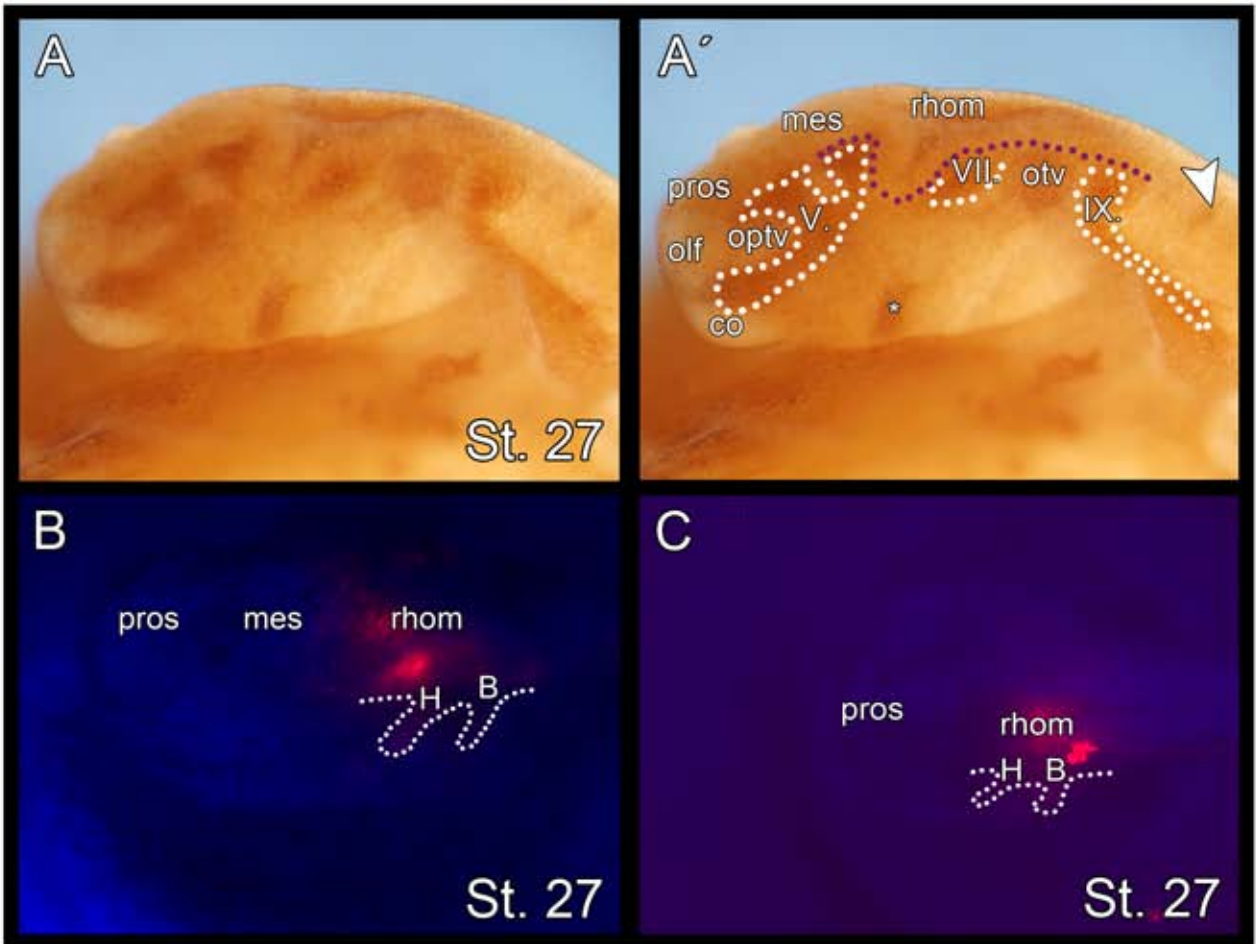 A
St. 27
A´
mes
rhom
pros
VII.
otv
olf
optv
V.
IX.
*
co
B
pros
mes
rhom
H
B
St. 27
C
pros
rhom
H
B
St. 27